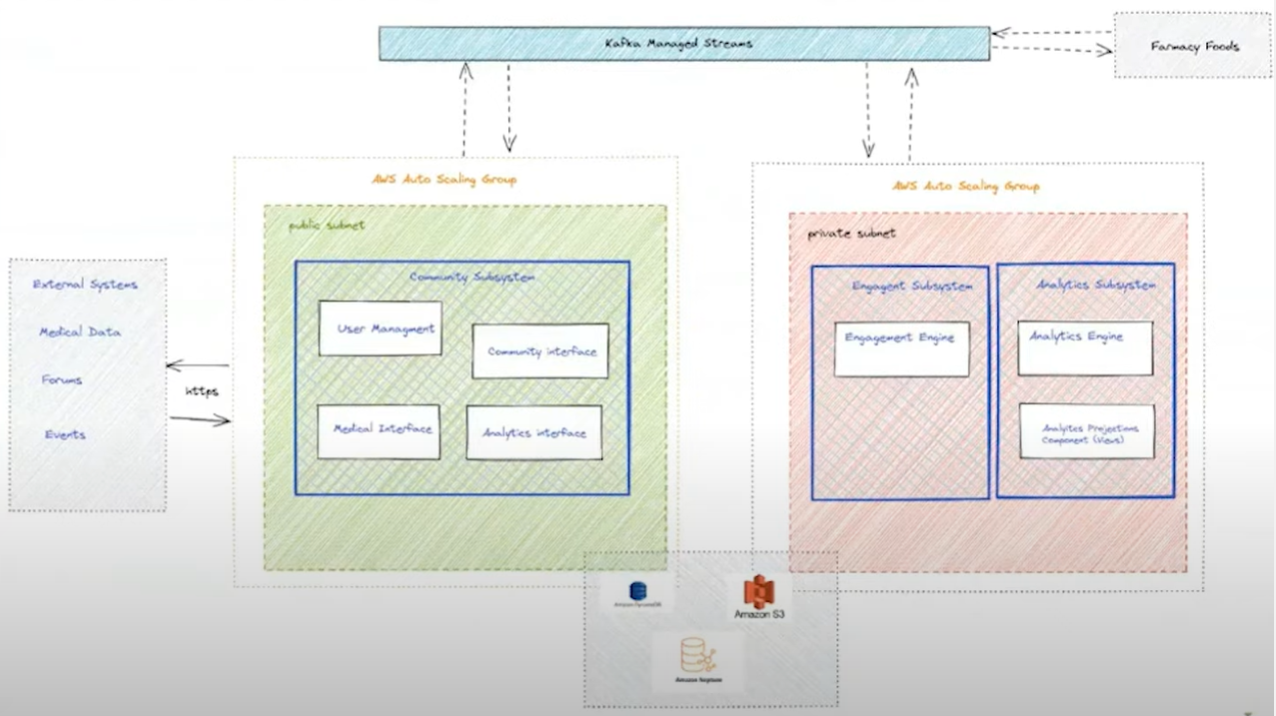 Kafka Managed Streams
Farmacy Foods
AWS Auto Scaling Group
public subnet
Community Subsystem
User Managment
Community interface
Medical Interface
Analytics interface
AWS Auto Scaling Group
private subnet
Engagent Subsystem
Engagement Engine
Analytics Subsystem
Analytics Engine
Analyitcs Projections
Component (Views)
External Systems
Medical Data
Forums
Events
https
Amazon DynamoDB
Amazon S3
Amazon Neptune